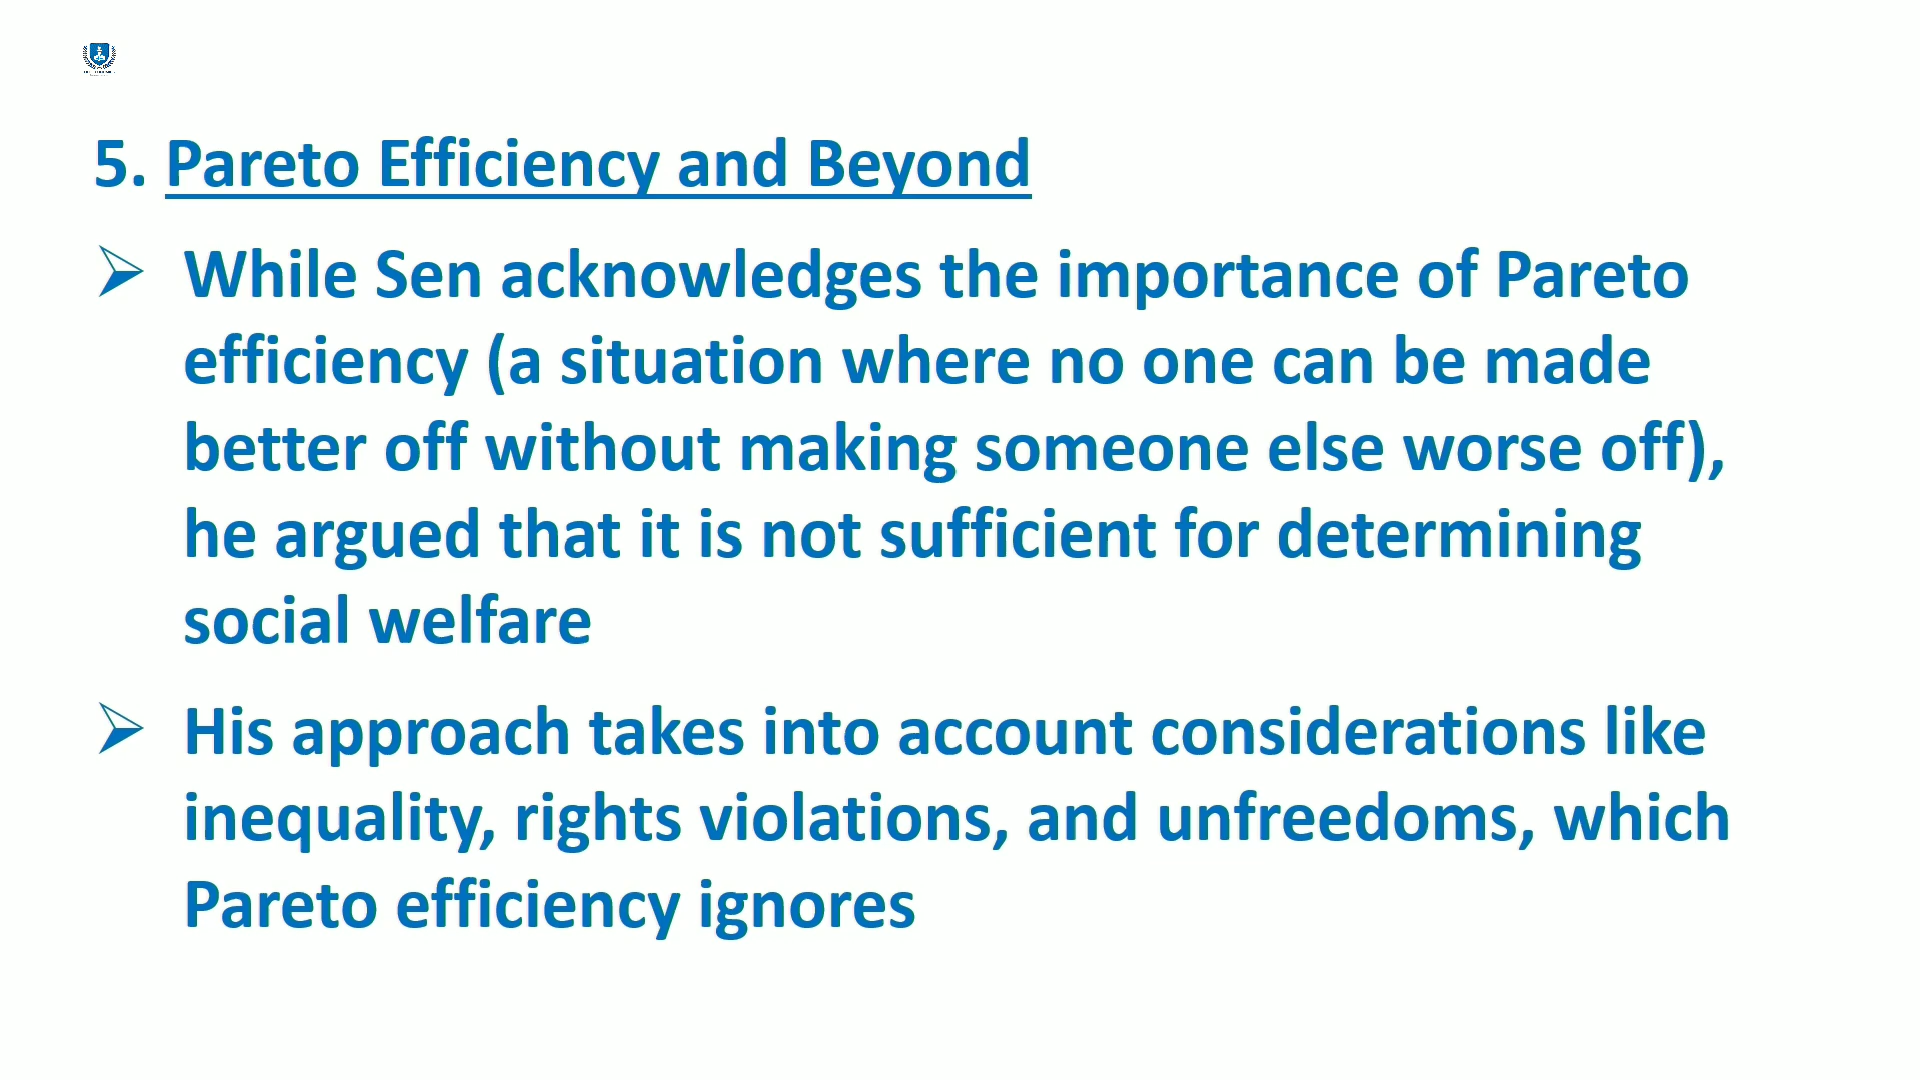 5. Pareto Efficiency and Beyond
While Sen acknowledges the importance of Pareto
efficiency (a situation where no one can be made
better off without making someone else worse off),
he argued that it is not sufficient for determining
social welfare
His approach takes into account considerations like
inequality, rights violations, and unfreedoms, which
Pareto efficiency ignores